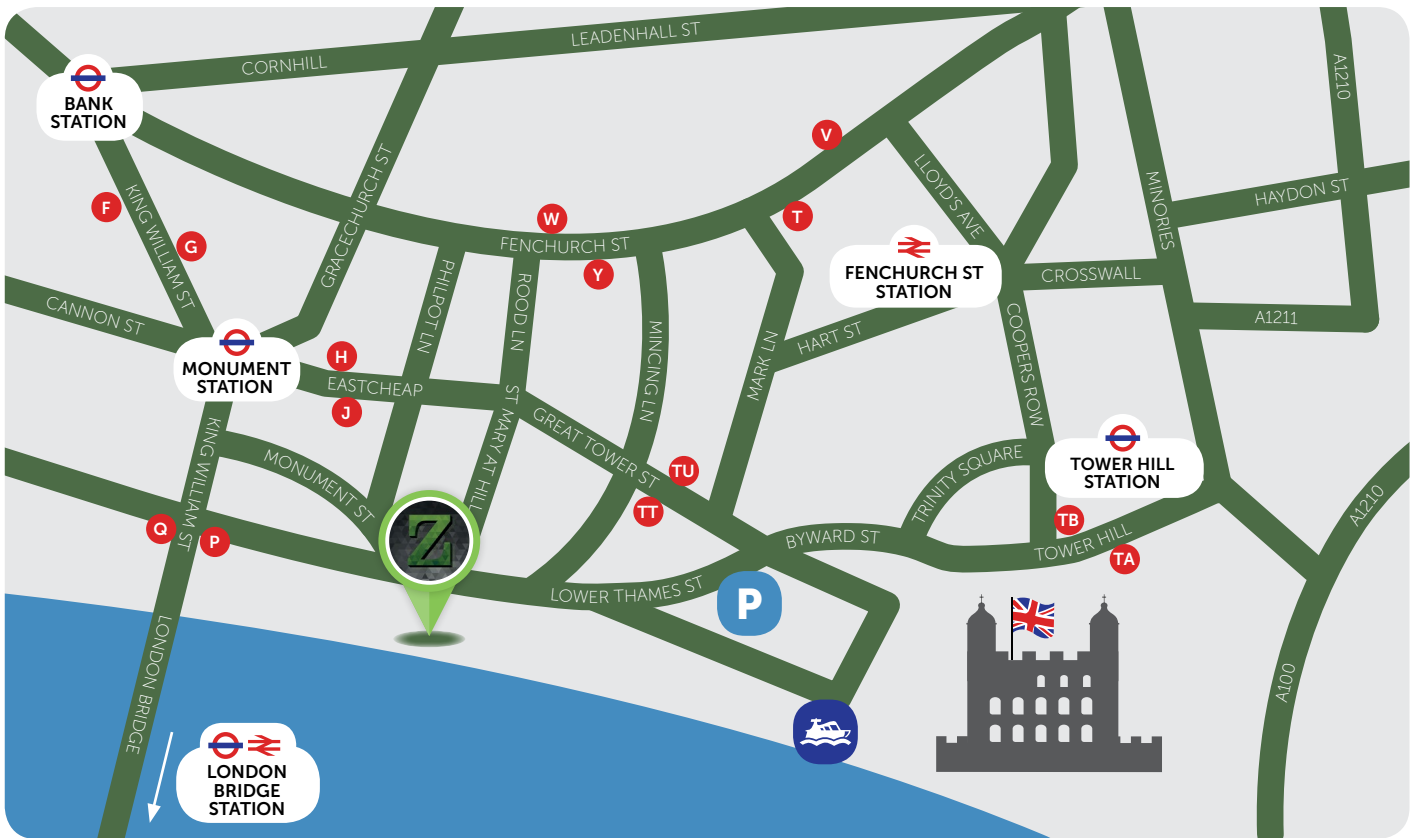 LEADENHALL ST
CORNHILL
A1210
BANK
STATION
V
LLOYD'S AVE
MINORIES
HAYDON ST
F
KING WILLIAM ST
G
GRACECHURCH ST
W
FENCHURCH ST
Y
T
FENCHURCH ST
STATION
CROSSWALL
CANNON ST
PHILPOT LN
ROOD LN
MINCING LN
MARK LN
HART ST
COOPERS ROW
A1211
MONUMENT
STATION
H
EASTCHEAP
J
ST MARY AT HILL
GREAT TOWER ST
KING WILLIAM ST
MONUMENT ST
TU
TT
TRINITY SQUARE
TOWER HILL
STATION
A1210
Q
P
Z
BYWARD ST
TB
TOWER HILL
TA
LOWER THAMES ST
P
LONDON BRIDGE
A100
LONDON
BRIDGE
STATION